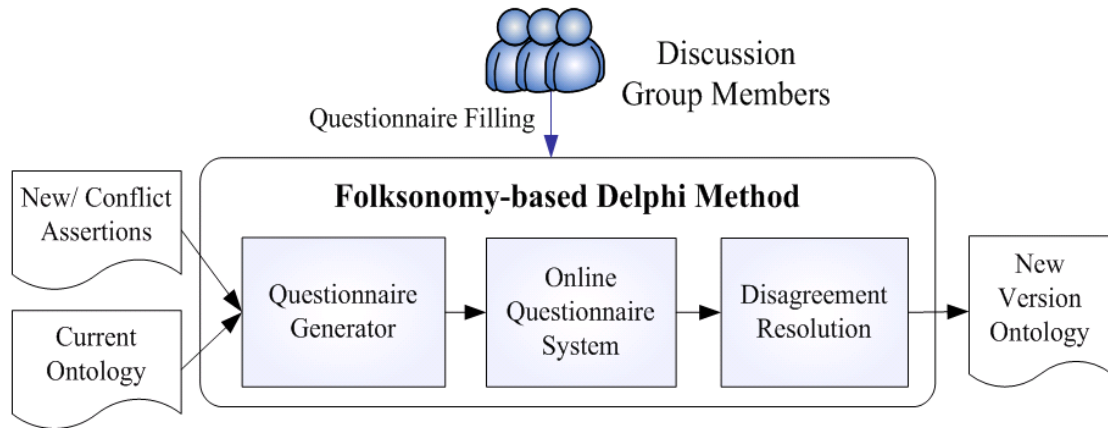 Discussion
Group Members
Questionnaire Filling
Folksonomy-based Delphi Method
New/ Conflict
Assertions
Current
Ontology
Questionnaire
Generator
Online
Questionnaire
System
Disagreement
Resolution
New
Version
Ontology